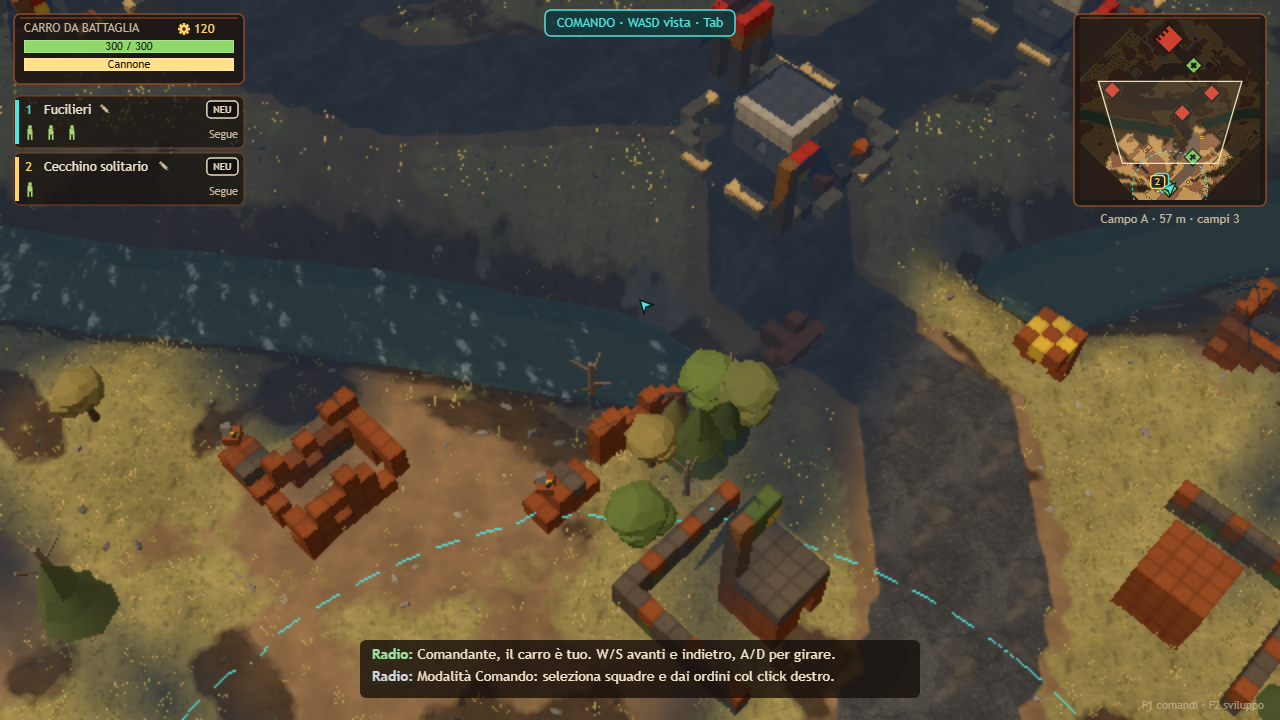 CARRO DA BATTAGLIA 120
300 / 300
Cannone
1 Fucilieri NEU
Segue
2 Cecchino solitario NEU
Segue
COMANDO · WASD vista · Tab
2
Campo A · 57 m · campi 3
Radio: Comandante, il carro è tuo. W/S avanti e indietro, A/D per girare.
Radio: Modalità Comando: seleziona squadre e dai ordini col click destro.
F1 comandi · F2 sviluppo